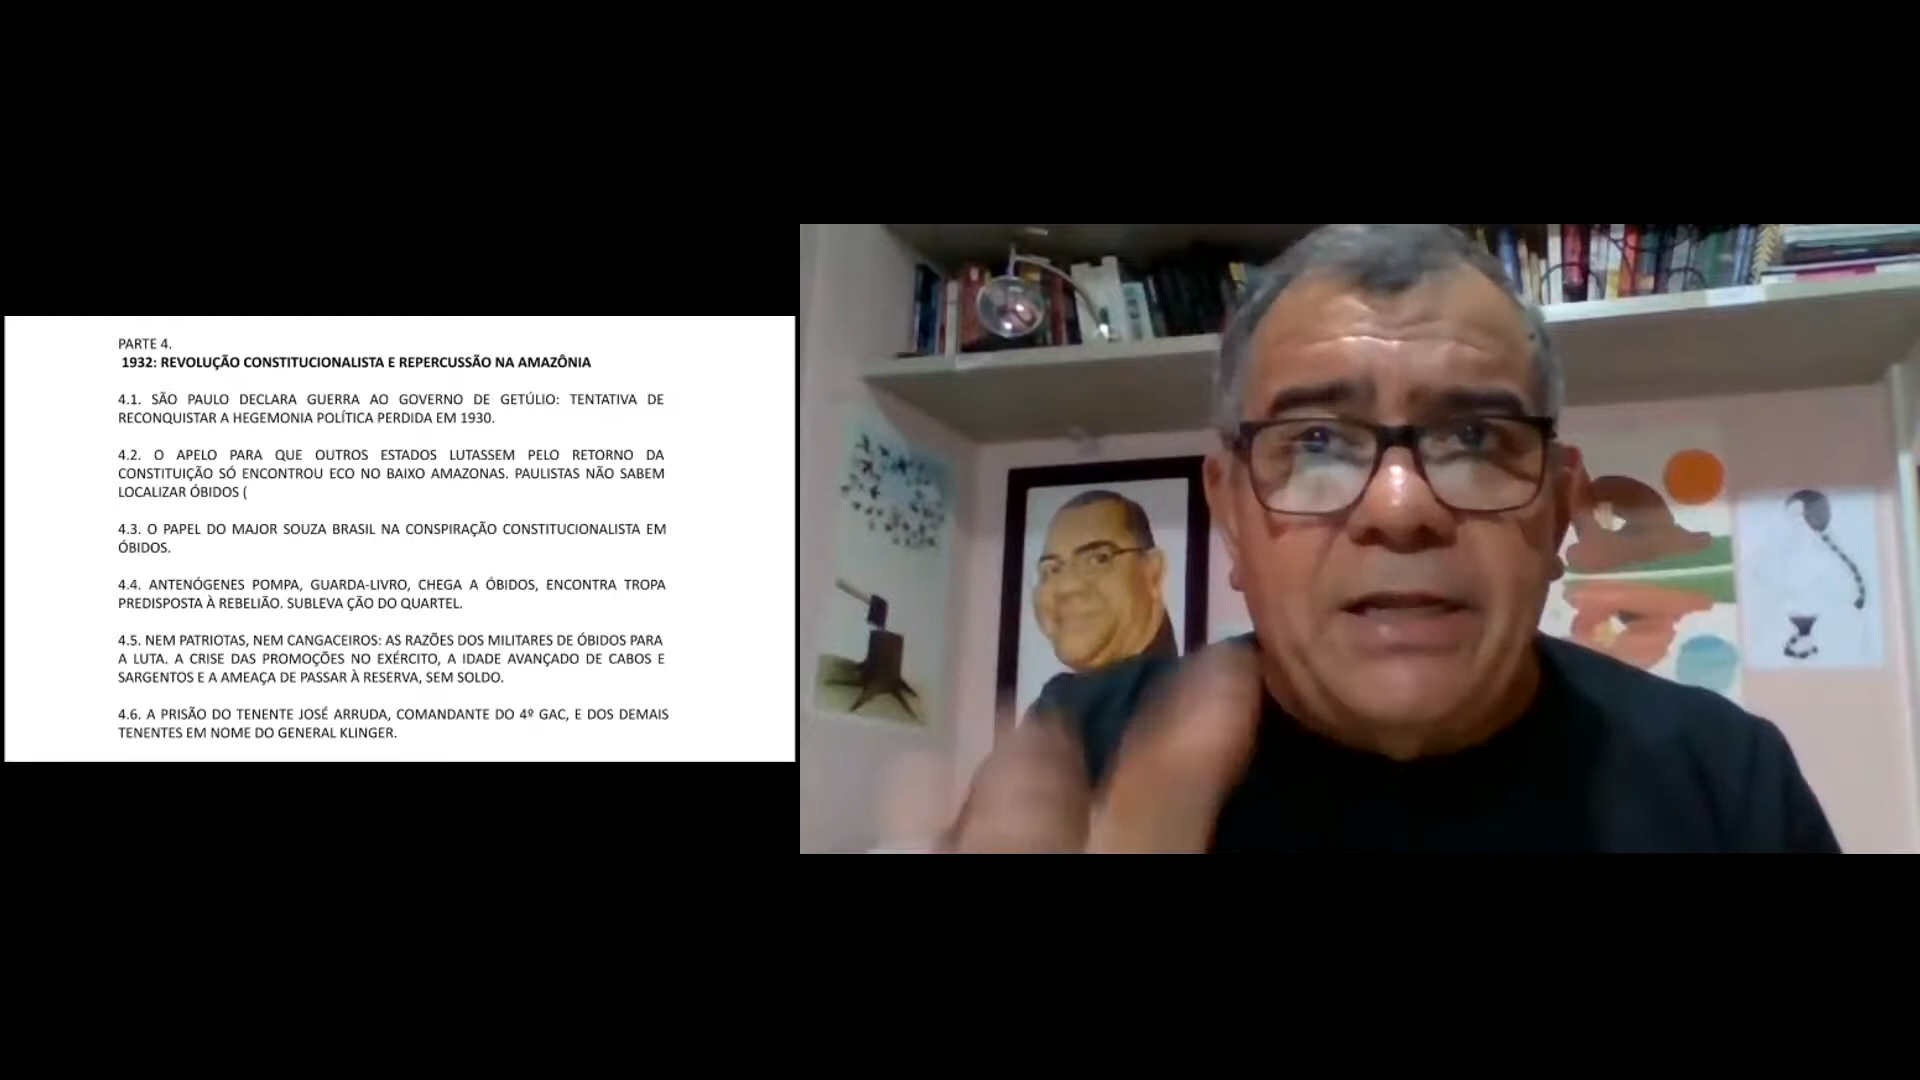 PARTE 4.
1932: REVOLUÇÃO CONSTITUCIONALISTA E REPERCUSSÃO NA AMAZÔNIA
4.1. SÃO PAULO DECLARA GUERRA AO GOVERNO DE GETÚLIO: TENTATIVA DE
RECONQUISTAR A HEGEMONIA POLÍTICA PERDIDA EM 1930.
4.2. O APELO PARA QUE OUTROS ESTADOS LUTASSEM PELO RETORNO DA
CONSTITUIÇÃO SÓ ENCONTROU ECO NO BAIXO AMAZONAS. PAULISTAS NÃO SABEM
LOCALIZAR ÓBIDOS (
4.3. O PAPEL DO MAJOR SOUZA BRASIL NA CONSPIRAÇÃO CONSTITUCIONALISTA EM
ÓBIDOS.
4.4. ANTENÓGENES POMPA, GUARDA-LIVRO, CHEGA A ÓBIDOS, ENCONTRA TROPA
PREDISPOSTA À REBELIÃO. SUBLEVA ÇÃO DO QUARTEL.
4.5. NEM PATRIOTAS, NEM CANGACEIROS: AS RAZÕES DOS MILITARES DE ÓBIDOS PARA
A LUTA. A CRISE DAS PROMOÇÕES NO EXÉRCITO, A IDADE AVANÇADO DE CABOS E
SARGENTOS E A AMEAÇA DE PASSAR À RESERVA, SEM SOLDO.
4.6. A PRISÃO DO TENENTE JOSÉ ARRUDA, COMANDANTE DO 4º GAC, E DOS DEMAIS
TENENTES EM NOME DO GENERAL KLINGER.